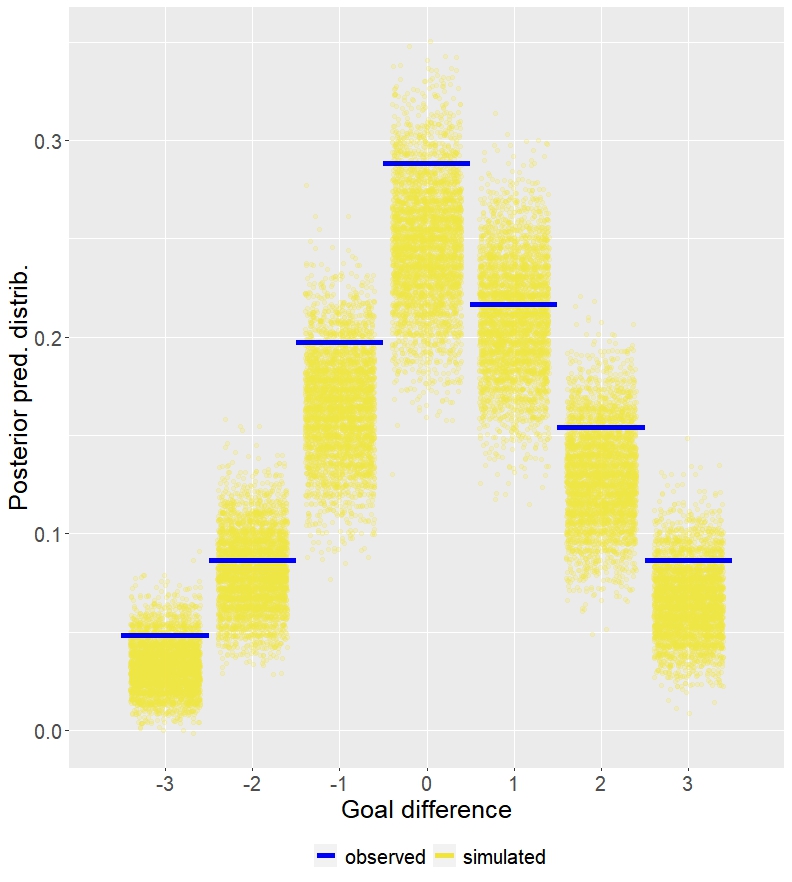 Posterior pred. distrib.
0.3
0.2
0.1
0.0
-3 -2 -1 0 1 2 3
Goal difference
observed simulated